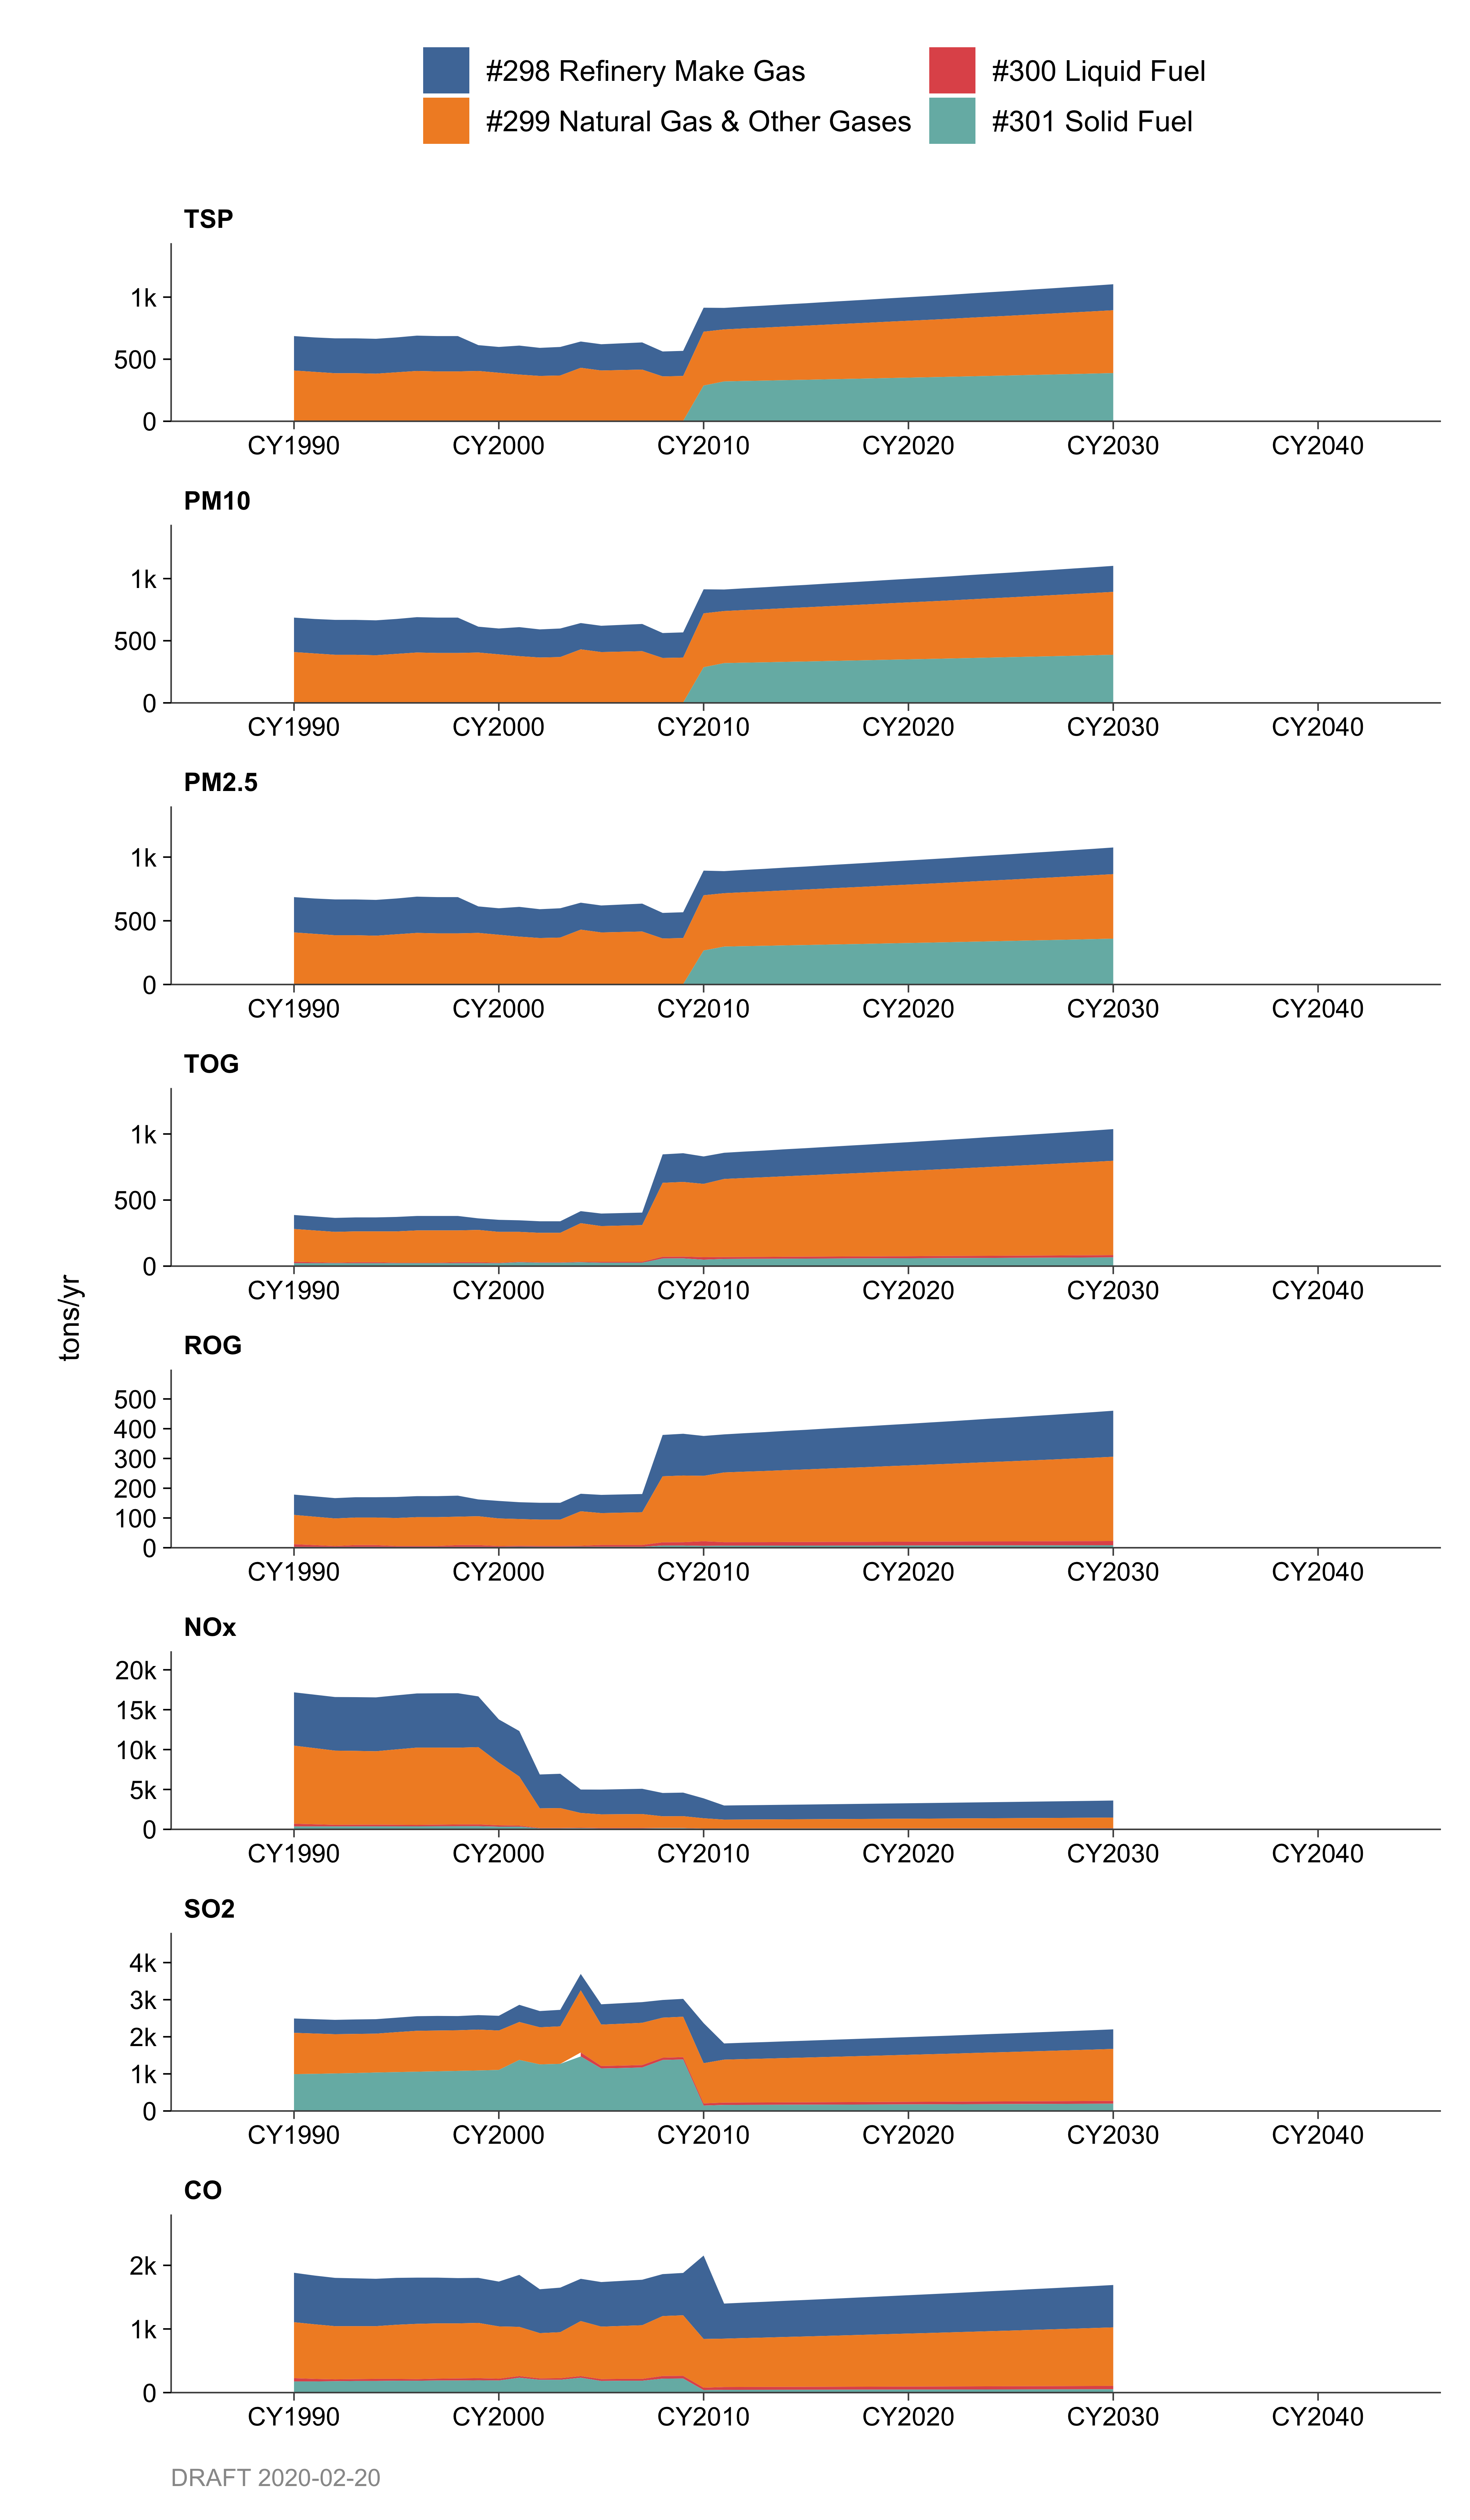 #298 Refinery Make Gas
#300 Liquid Fuel
#299 Natural Gas & Other Gases
#301 Solid Fuel
tons/yr
TSP
1k
500
0
CY1990 CY2000 CY2010 CY2020 CY2030 CY2040
PM10
1k
500
0
CY1990 CY2000 CY2010 CY2020 CY2030 CY2040
PM2.5
1k
500
0
CY1990 CY2000 CY2010 CY2020 CY2030 CY2040
TOG
1k
500
0
CY1990 CY2000 CY2010 CY2020 CY2030 CY2040
ROG
500
400
300
200
100
0
CY1990 CY2000 CY2010 CY2020 CY2030 CY2040
NOx
20k
15k
10k
5k
0
CY1990 CY2000 CY2010 CY2020 CY2030 CY2040
SO2
4k
3k
2k
1k
0
CY1990 CY2000 CY2010 CY2020 CY2030 CY2040
CO
2k
1k
0
CY1990 CY2000 CY2010 CY2020 CY2030 CY2040
DRAFT 2020-02-20